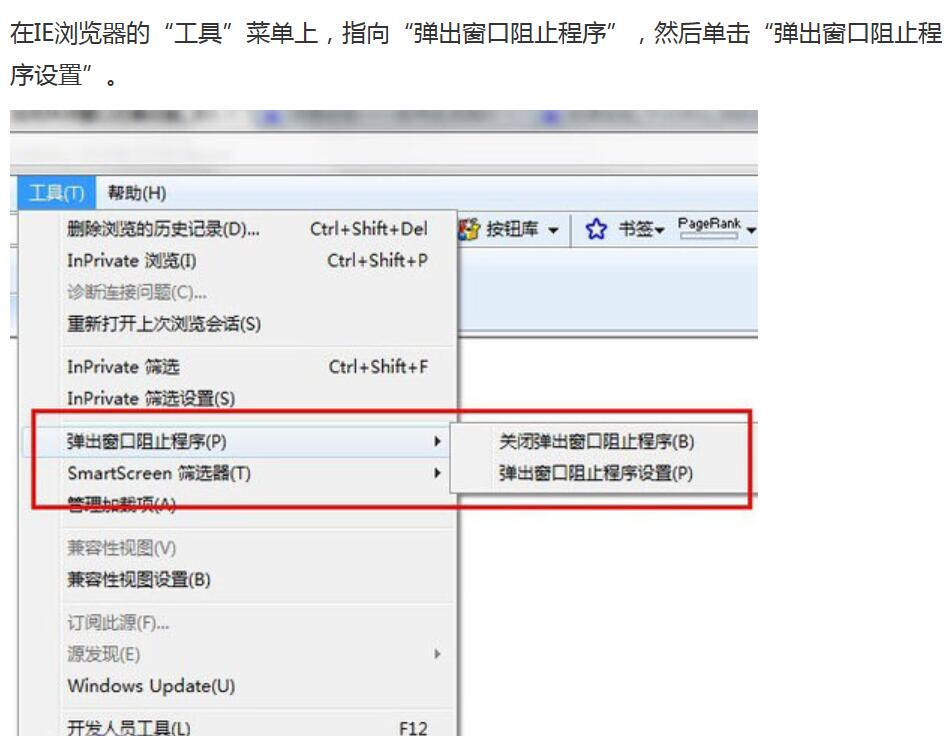 在IE浏览器的“工具”菜单上，指向“弹出窗口阻止程序”，然后单击“弹出窗口阻止程
序设置”。
工具(T) 帮助(H)
删除浏览的历史记录(D)... Ctrl+Shift+Del
按钮库 书签 PageRank
InPrivate 浏览(I) Ctrl+Shift+P
诊断连接问题(C)...
重新打开上次浏览会话(S)
InPrivate 筛选 Ctrl+Shift+F
InPrivate 筛选设置(S)
弹出窗口阻止程序(P)
关闭弹出窗口阻止程序(B)
SmartScreen 筛选器(T)
弹出窗口阻止程序设置(P)
管理加载项(A)
兼容性视图(V)
兼容性视图设置(B)
订阅此源(F)...
源发现(E)
Windows Update(U)
开发人员工具(L) F12